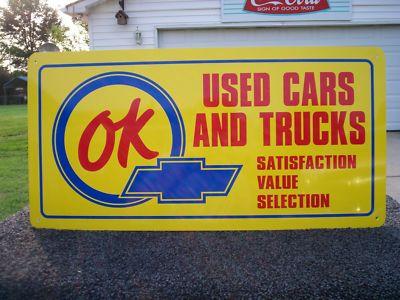 Coca-Cola
SIGN OF GOOD TASTE
OK
USED CARS
AND TRUCKS
SATISFACTION
VALUE
SELECTION